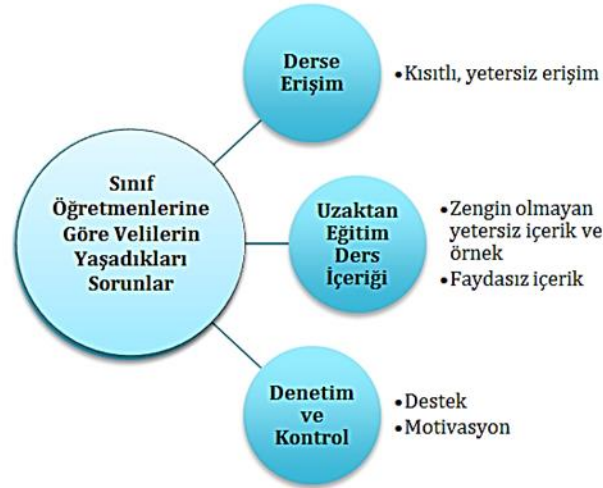 Sınıf
Öğretmenlerine
Göre Velilerin
Yaşadıkları
Sorunlar
Derse
Erişim
•Kısıtlı, yetersiz erişim
Uzaktan
Eğitim
Ders
İçeriği
•Zengin olmayan
yetersiz içerik ve
örnek
•Faydasız içerik
Denetim
ve
Kontrol
•Destek
•Motivasyon